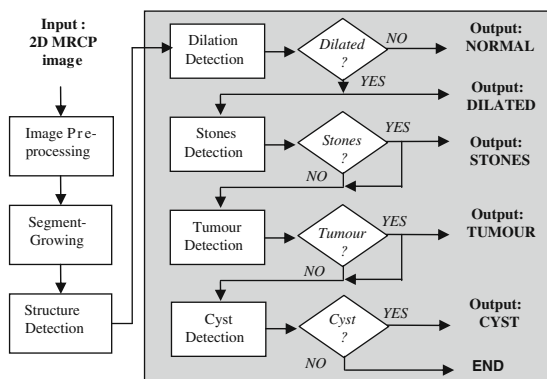 Input :
2D MRCP
image
Image Pre-
processing
Segment-
Growing
Structure
Detection
Dilation
Detection
Dilated
?
NO
Output:
NORMAL
YES
Output:
DILATED
Stones
Detection
Stones
?
YES
Output:
STONES
NO
Tumour
Detection
Tumour
?
YES
Output:
TUMOUR
NO
Cyst
Detection
Cyst
?
YES
Output:
CYST
NO
END